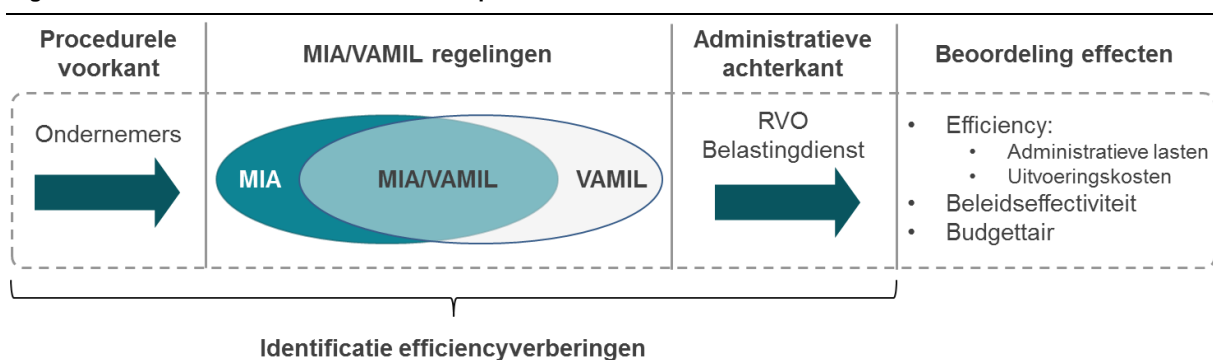 Procedurele
voorkant
MIA/VAMIL regelingen
Administratieve
achterkant
Beoordeling effecten
Ondernemers
MIA
MIA/VAMIL
VAMIL
RVO
Belastingdienst
• Efficiency:
• Administratieve lasten
• Uitvoeringskosten
• Beleidseffectiviteit
• Budgettair
Identificatie efficiencyverberingen